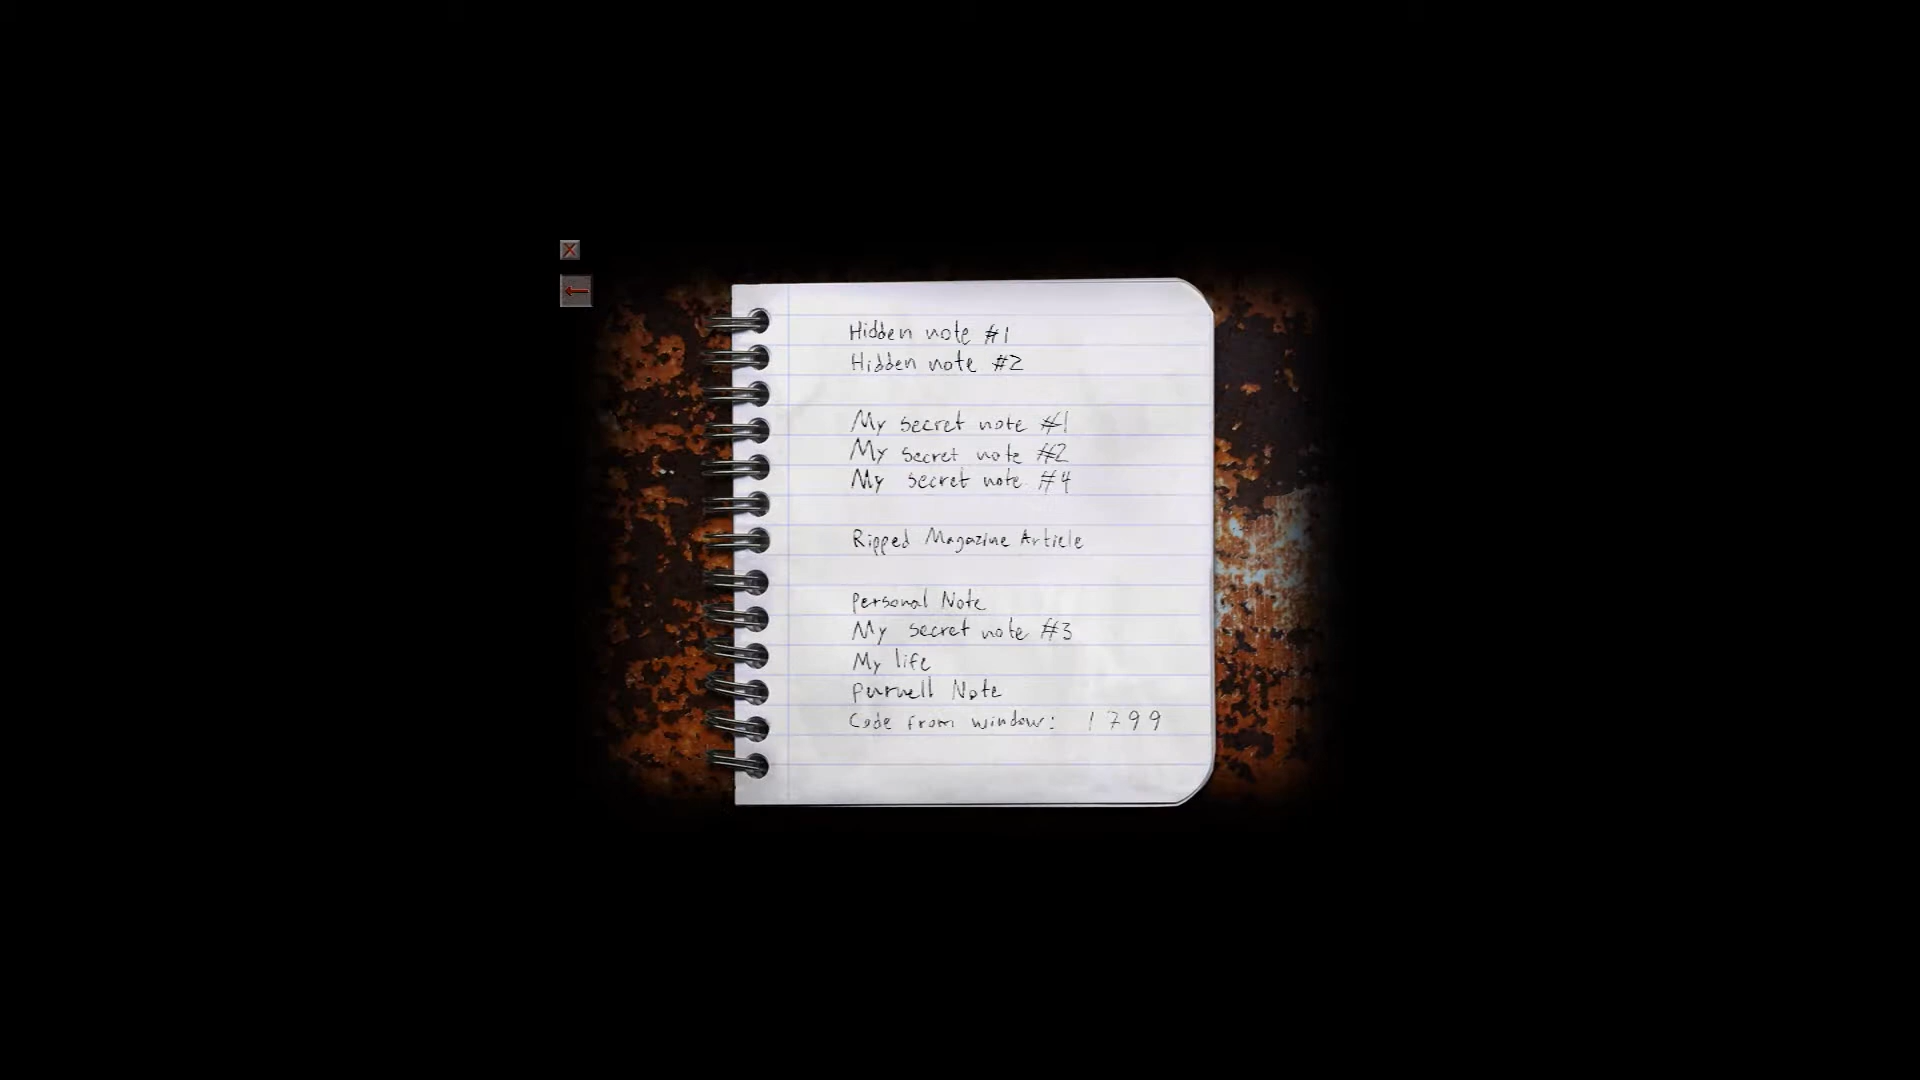 Hidden note #1
Hidden note #2
My secret note #1
My secret note #2
My secret note #4
Ripped Magazine Article
Personal Note
My secret note #3
My life
Purnell Note
Code from window: 1799